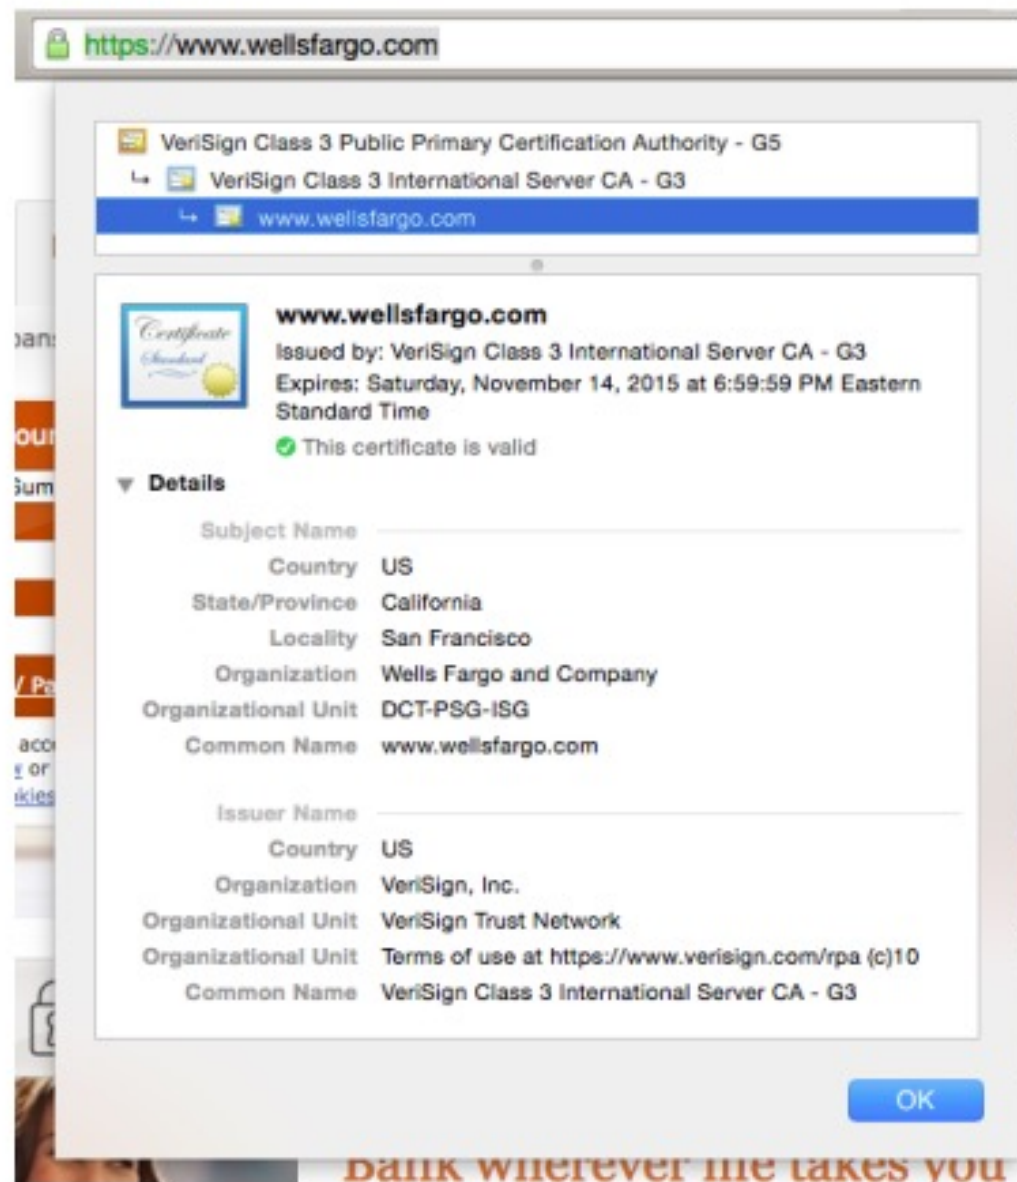 https://www.wellsfargo.com
VeriSign Class 3 Public Primary Certification Authority - G5
VeriSign Class 3 International Server CA - G3
www.wellsfargo.com
Certificate
Standard
www.wellsfargo.com
Issued by: VeriSign Class 3 International Server CA - G3
Expires: Saturday, November 14, 2015 at 6:59:59 PM Eastern
Standard Time
This certificate is valid
Details
Subject Name
Country US
State/Province California
Locality San Francisco
Organization Wells Fargo and Company
Organizational Unit DCT-PSG-ISG
Common Name www.wellsfargo.com
Issuer Name
Country US
Organization VeriSign, Inc.
Organizational Unit VeriSign Trust Network
Organizational Unit Terms of use at https://www.verisign.com/rpa (c)10
Common Name VeriSign Class 3 International Server CA - G3
OK
Bank wherever life takes you